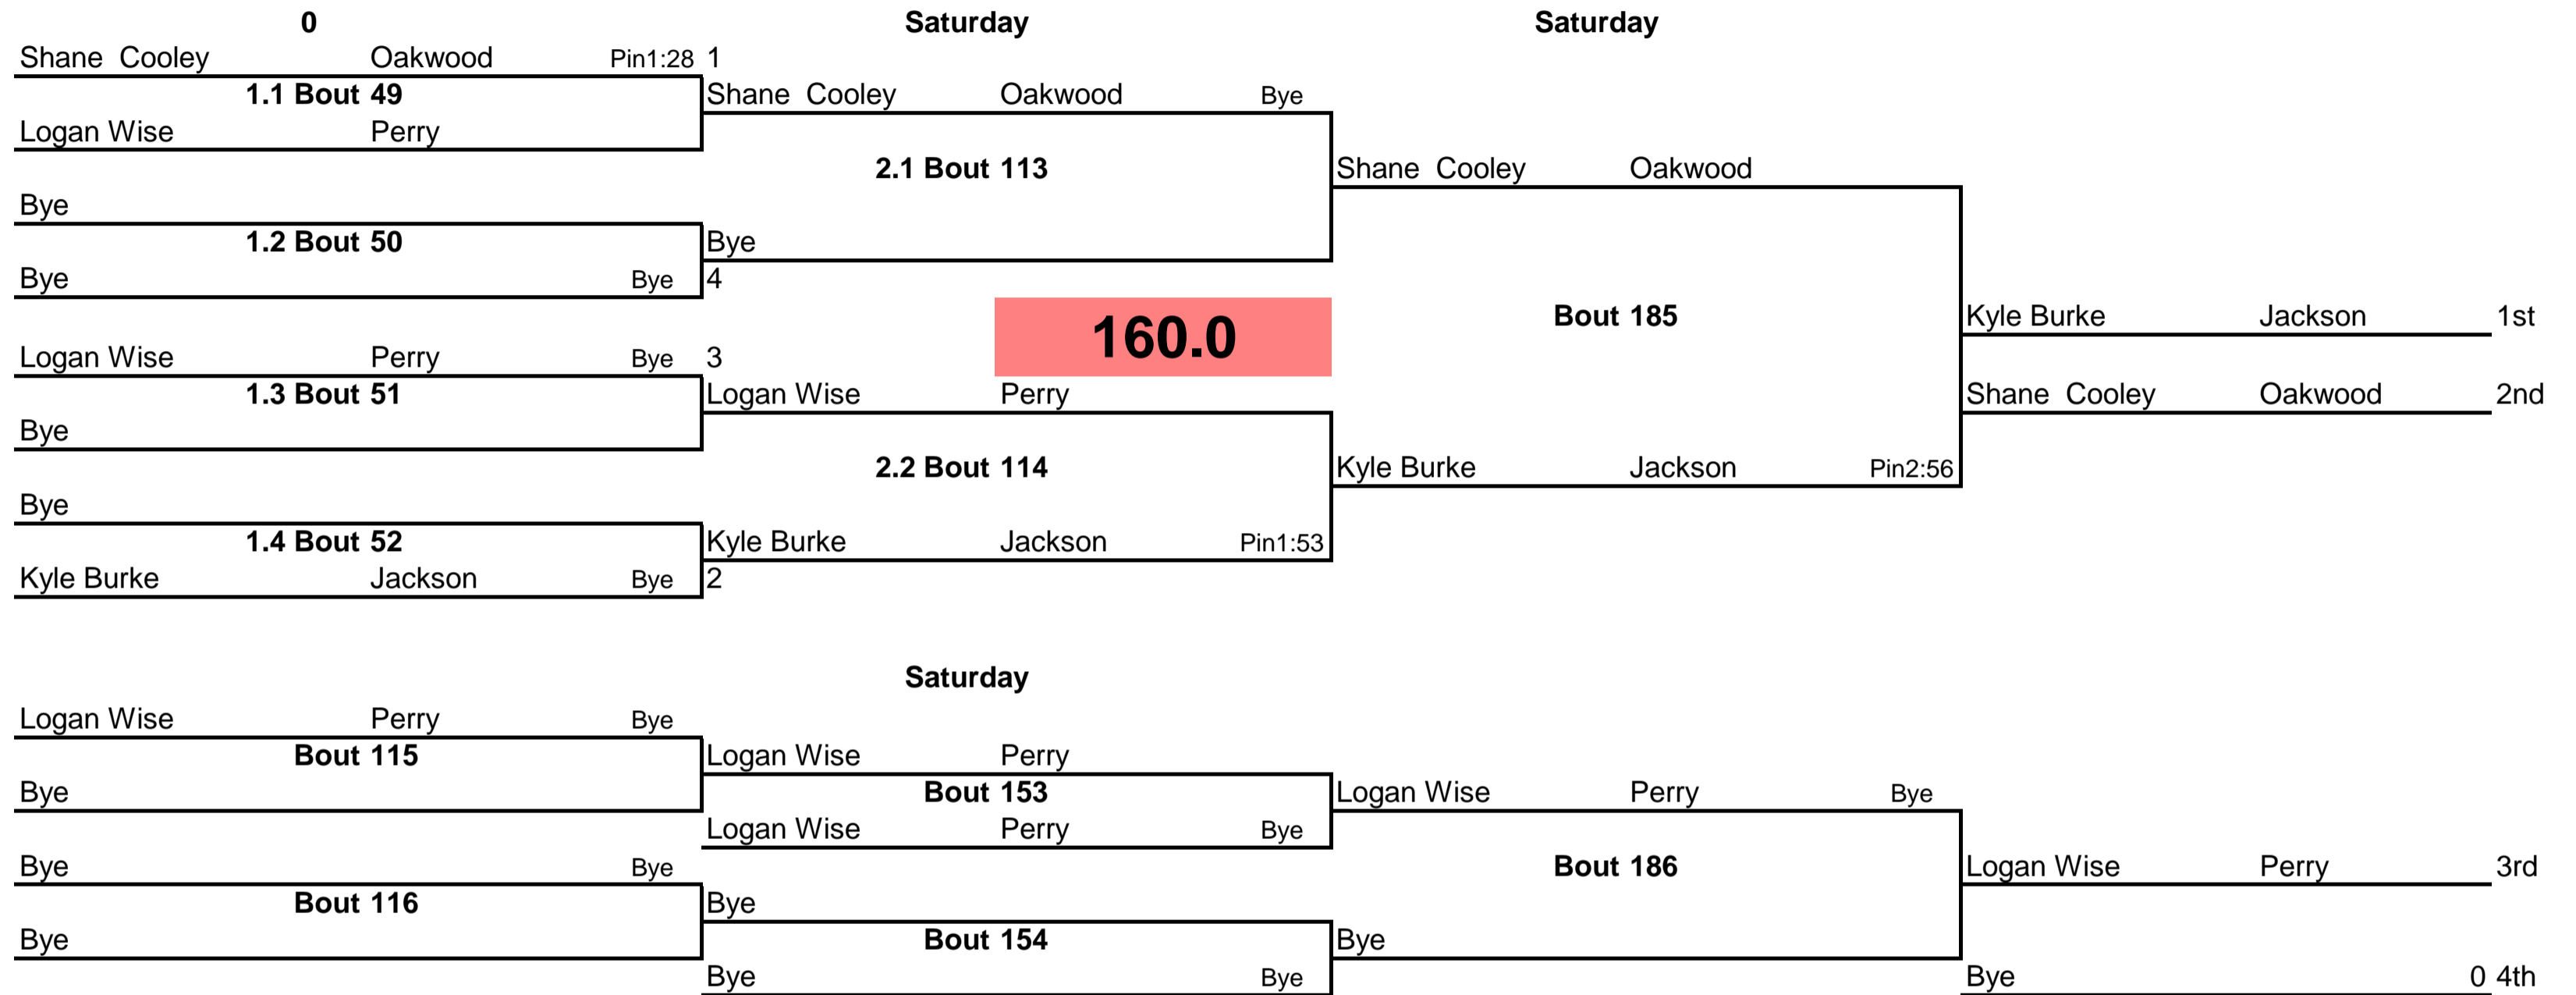 0 Saturday Saturday
Shane Cooley Oakwood Pin1:28 1
1.1 Bout 49 Shane Cooley Oakwood Bye
Logan Wise Perry
2.1 Bout 113 Shane Cooley Oakwood
Bye
1.2 Bout 50 Bye
Bye Bye 4
160.0 Bout 185 Kyle Burke Jackson 1st
Logan Wise Perry Bye 3
1.3 Bout 51 Logan Wise Perry Shane Cooley Oakwood 2nd
Bye
2.2 Bout 114 Kyle Burke Jackson Pin2:56
Bye
1.4 Bout 52 Kyle Burke Jackson Pin1:53
Kyle Burke Jackson Bye 2
Saturday
Logan Wise Perry Bye
Bout 115 Logan Wise Perry
Bye Bout 153 Logan Wise Perry Bye
Logan Wise Perry Bye
Bye Bye Bout 186 Logan Wise Perry 3rd
Bout 116 Bye
Bye Bout 154 Bye
Bye Bye Bye 0 4th